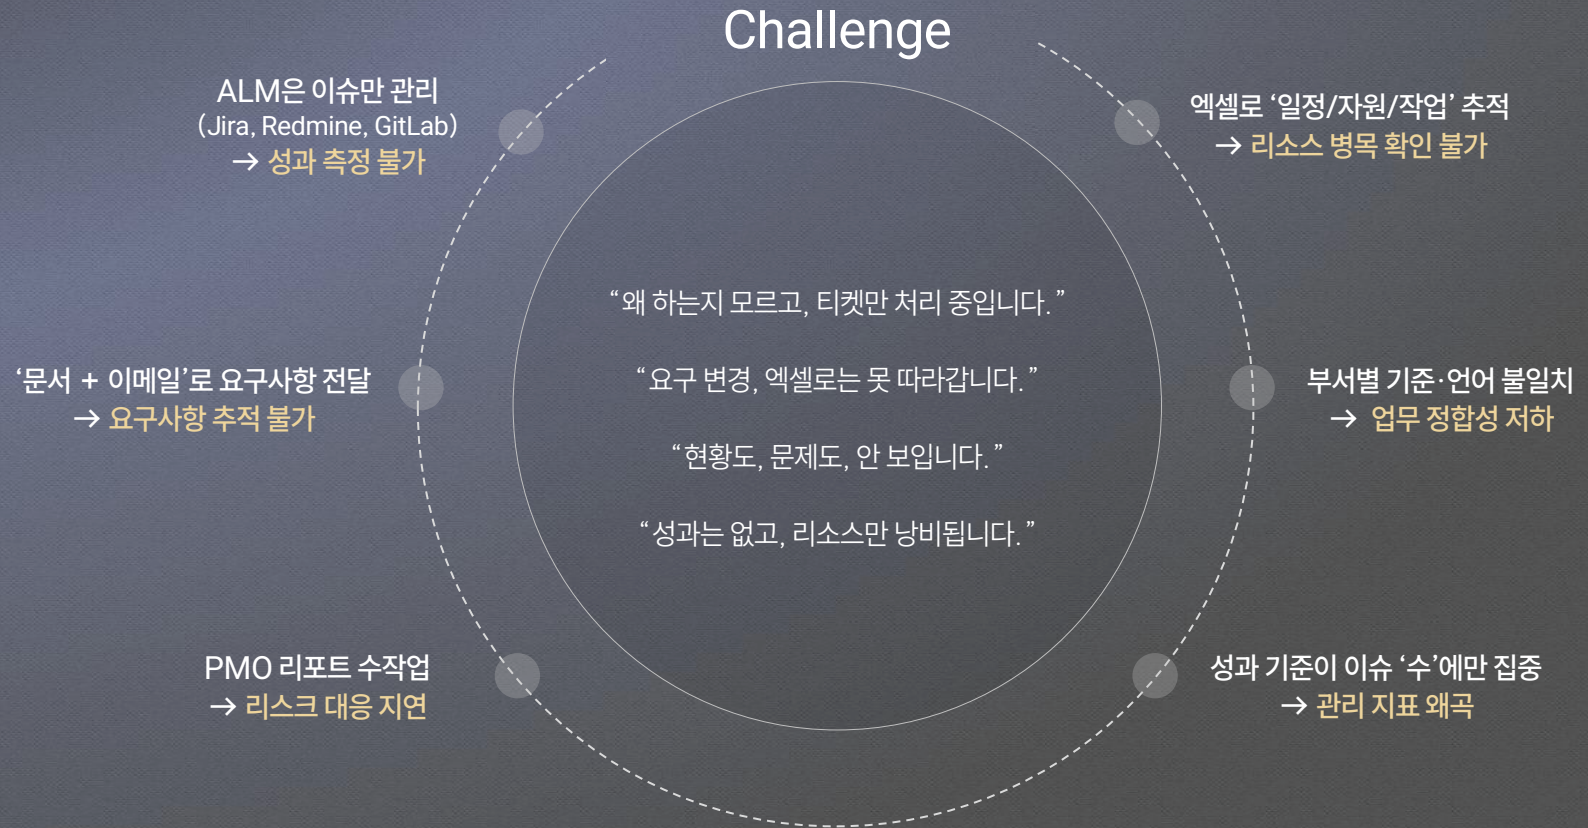 Challenge
ALM은 이슈만 관리
(Jira, Redmine, GitLab)
→ 성과 측정 불가
엑셀로 ‘일정/자원/작업’ 추적
→ 리소스 병목 확인 불가
“왜 하는지 모르고, 티켓만 처리 중입니다.”
“요구 변경, 엑셀로는 못 따라갑니다.”
“현황도, 문제도, 안 보입니다.”
“성과는 없고, 리소스만 낭비됩니다.”
‘문서 + 이메일’로 요구사항 전달
→ 요구사항 추적 불가
부서별 기준·언어 불일치
→ 업무 정합성 저하
PMO 리포트 수작업
→ 리스크 대응 지연
성과 기준이 이슈 ‘수’에만 집중
→ 관리 지표 왜곡